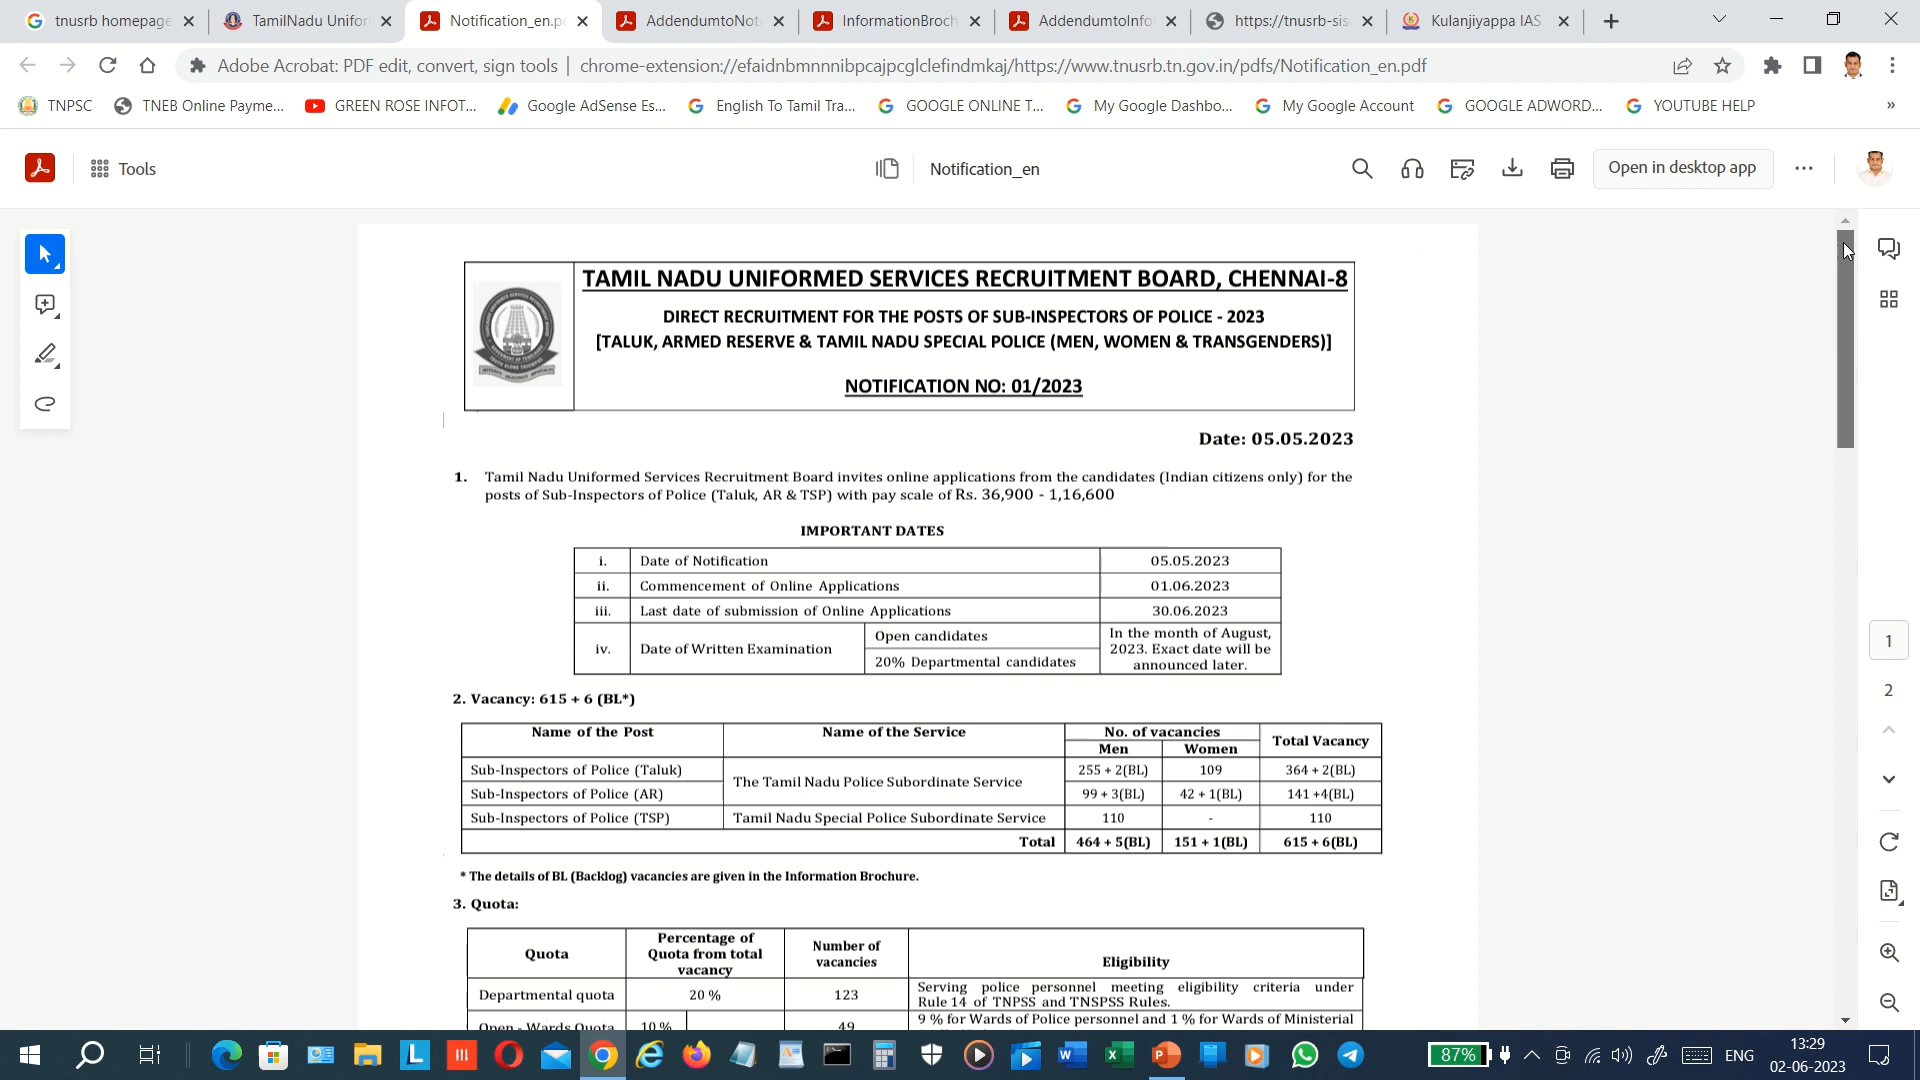 tnusrb homepage
TamilNadu Unifor
Notification_en.p
AddendumtoNot
InformationBroch
AddendumtoInfo
https://tnusrb-sis
Kulanjiyappa IAS
Adobe Acrobat: PDF edit, convert, sign tools | chrome-extension://efaidnbmnnnibpcajpcglclefindmkaj/https://www.tnusrb.tn.gov.in/pdfs/Notification_en.pdf
TNPSC
TNEB Online Payme...
GREEN ROSE INFOT...
Google AdSense Es...
English To Tamil Tra...
GOOGLE ONLINE T...
My Google Dashbo...
My Google Account
GOOGLE ADWORD...
YOUTUBE HELP
»
Tools
Notification_en
Open in desktop app
TAMIL NADU UNIFORMED SERVICES RECRUITMENT BOARD, CHENNAI-8
DIRECT RECRUITMENT FOR THE POSTS OF SUB-INSPECTORS OF POLICE - 2023
[TALUK, ARMED RESERVE & TAMIL NADU SPECIAL POLICE (MEN, WOMEN & TRANSGENDERS)]
NOTIFICATION NO: 01/2023
Date: 05.05.2023
1. Tamil Nadu Uniformed Services Recruitment Board invites online applications from the candidates (Indian citizens only) for the
posts of Sub-Inspectors of Police (Taluk, AR & TSP) with pay scale of Rs. 36,900 - 1,16,600
IMPORTANT DATES
i. Date of Notification 05.05.2023
ii. Commencement of Online Applications 01.06.2023
iii. Last date of submission of Online Applications 30.06.2023
iv. Date of Written Examination
Open candidates
20% Departmental candidates
In the month of August,
2023. Exact date will be
announced later.
2. Vacancy: 615 + 6 (BL*)
Name of the Post Name of the Service No. of vacancies Total Vacancy
Men Women
Sub-Inspectors of Police (Taluk) The Tamil Nadu Police Subordinate Service 255 + 2(BL) 109 364 + 2(BL)
Sub-Inspectors of Police (AR) 99 + 3(BL) 42 + 1(BL) 141 +4(BL)
Sub-Inspectors of Police (TSP) Tamil Nadu Special Police Subordinate Service 110 - 110
Total 464 + 5(BL) 151 + 1(BL) 615 + 6(BL)
* The details of BL (Backlog) vacancies are given in the Information Brochure.
3. Quota:
Quota
Percentage of
Quota from total
vacancy
Number of
vacancies
Eligibility
Departmental quota 20 % 123
Serving police personnel meeting eligibility criteria under
Rule 14 of TNPSS and TNSPSS Rules.
Open - Wards Quota 10 % 49 9 % for Wards of Police personnel and 1 % for Wards of Ministerial
1
2
87%
ENG
13:29
02-06-2023